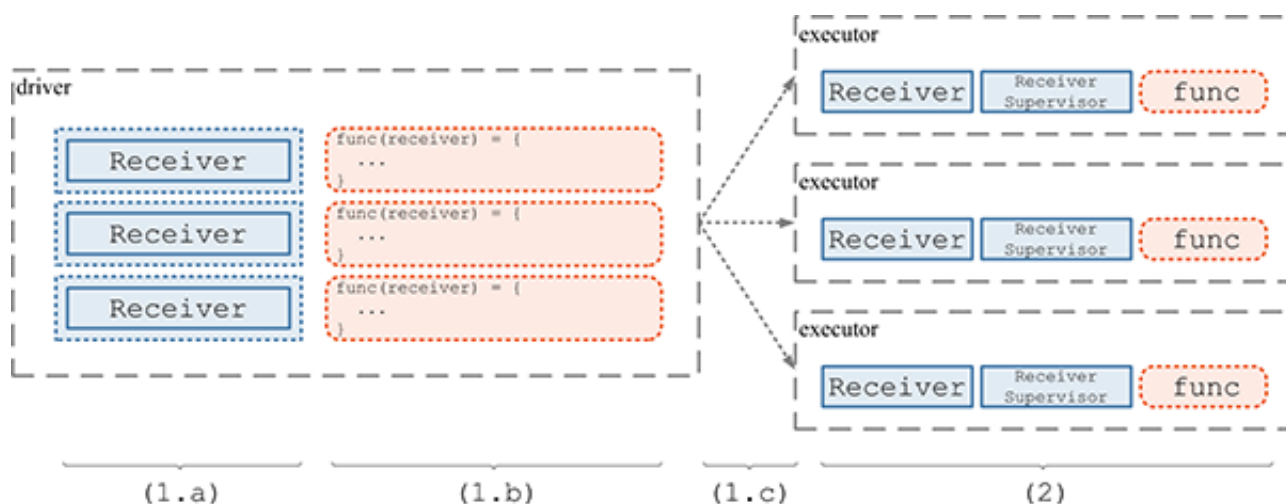 driver
Receiver
func(receiver) = {
...
}
Receiver
func(receiver) = {
...
}
Receiver
func(receiver) = {
...
}
executor
Receiver
Receiver
Supervisor
func
executor
Receiver
Receiver
Supervisor
func
executor
Receiver
Receiver
Supervisor
func
(1.a)
(1.b)
(1.c)
(2)